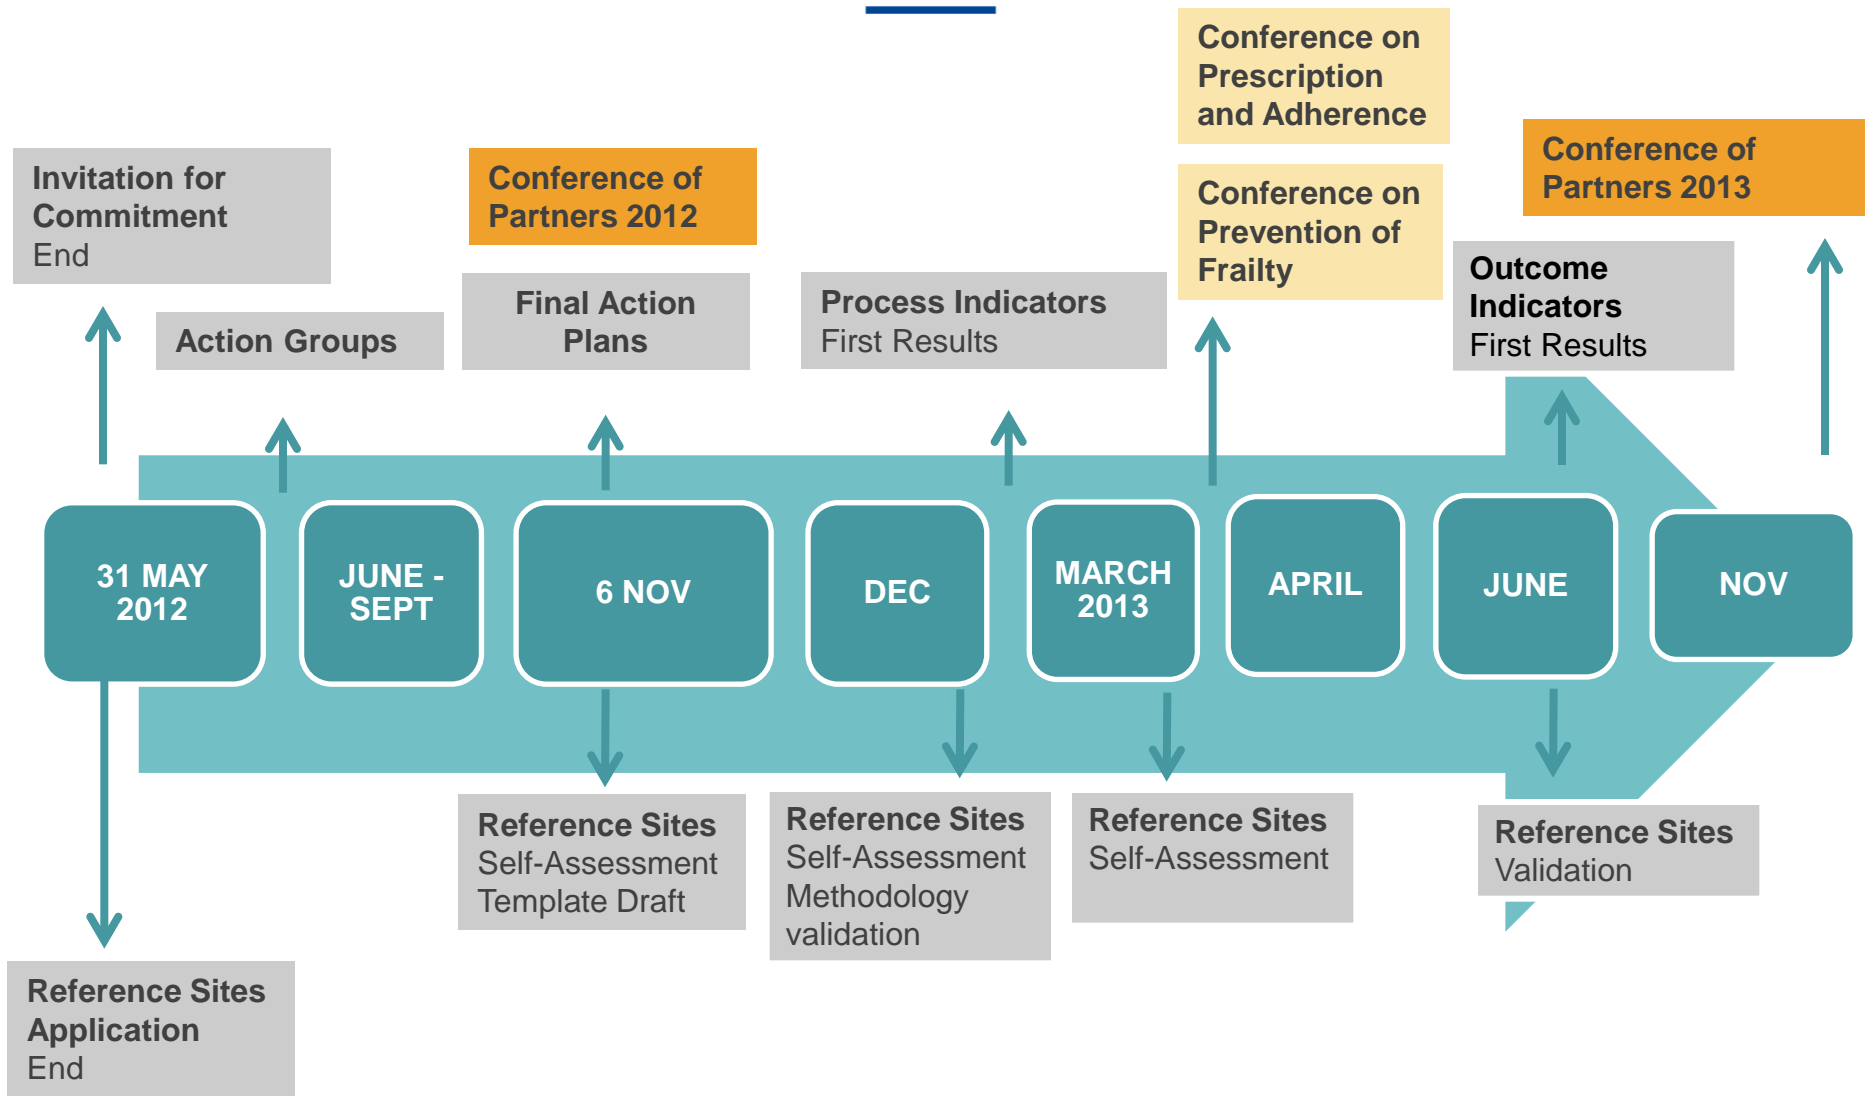 Conference on
Prescription
and Adherence
Conference of
Partners 2013
Invitation for
Commitment
End
Conference of
Partners 2012
Conference on
Prevention of
Frailty
Outcome
Indicators
First Results
Action Groups
Final Action
Plans
Process Indicators
First Results
31 MAY
2012
JUNE -
SEPT
6 NOV
DEC
MARCH
2013
APRIL
JUNE
NOV
Reference Sites
Self-Assessment
Template Draft
Reference Sites
Self-Assessment
Methodology
validation
Reference Sites
Self-Assessment
Reference Sites
Validation
Reference Sites
Application
End